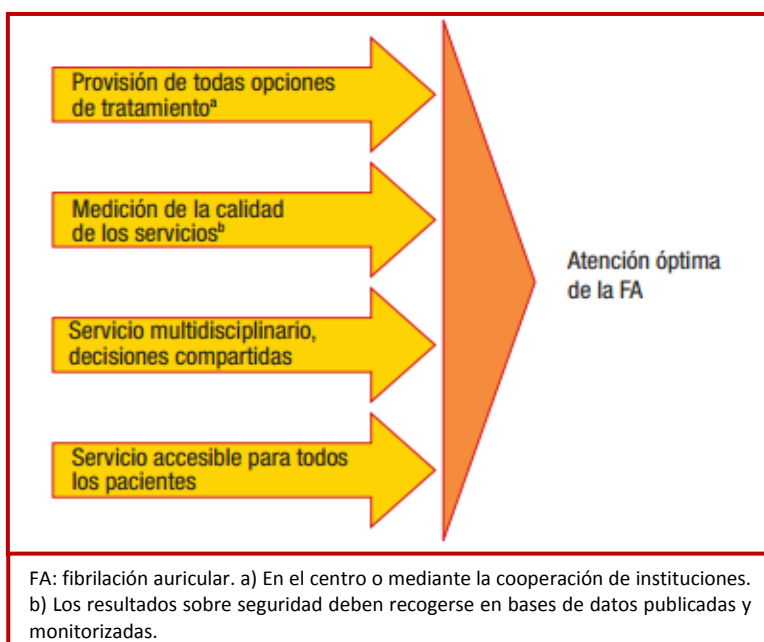 Provisión de todas opciones
de tratamientoª
Medición de la calidad
de los serviciosᵇ
Servicio multidisciplinario,
decisiones compartidas
Servicio accesible para todos
los pacientes
Atención óptima
de la FA
FA: fibrilación auricular. a) En el centro o mediante la cooperación de instituciones.
b) Los resultados sobre seguridad deben recogerse en bases de datos publicadas y
monitorizadas.